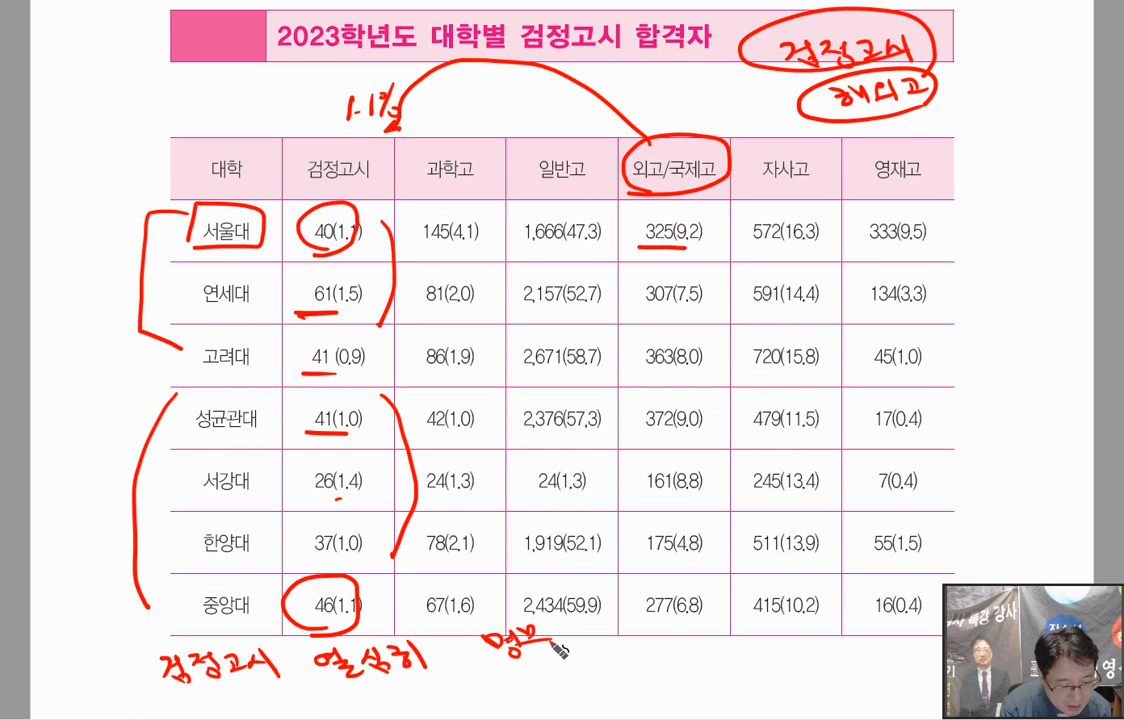 2023학년도 대학별 검정고시 합격자
검정고시
해외고
1.1%
대학 검정고시 과학고 일반고 외고/국제고 자사고 영재고
서울대 40(1.1) 145(4.1) 1,666(47.3) 325(9.2) 572(16.3) 333(9.5)
연세대 61(1.5) 81(2.0) 2,157(52.7) 307(7.5) 591(14.4) 134(3.3)
고려대 41 (0.9) 86(1.9) 2,671(58.7) 363(8.0) 720(15.8) 45(1.0)
성균관대 41(1.0) 42(1.0) 2,376(57.3) 372(9.0) 479(11.5) 17(0.4)
서강대 26(1.4) 24(1.3) 24(1.3) 161(8.8) 245(13.4) 7(0.4)
한양대 37(1.0) 78(2.1) 1,919(52.1) 175(4.8) 511(13.9) 55(1.5)
중앙대 46(1.1) 67(1.6) 2,434(59.9) 277(6.8) 415(10.2) 16(0.4)
검정고시 열심히
특강 강사